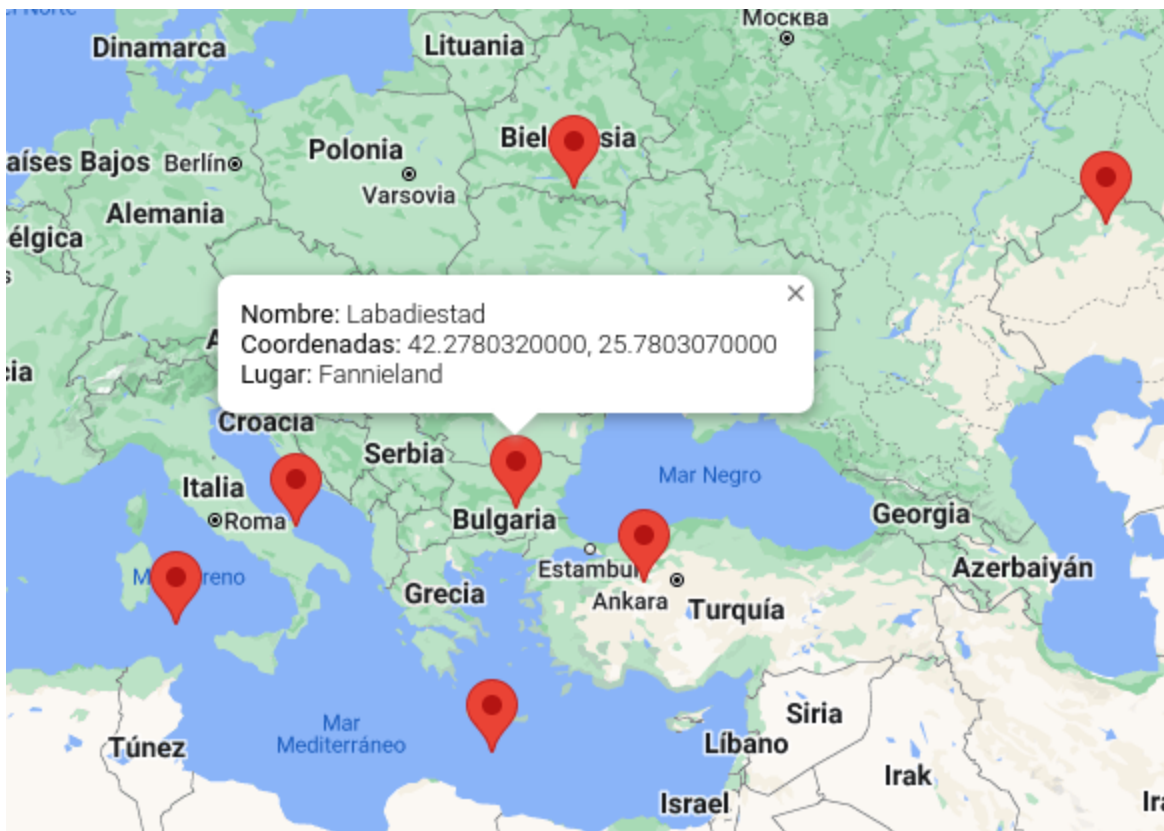 Москва
Dinamarca
Lituania
aíses Bajos
Berlín
Polonia
Varsovia
Alemania
élgica
Nombre: Labadiestad
Coordenadas: 42.2780320000, 25.7803070000
Lugar: Fannieland
Croacia
Serbia
Italia
Roma
Bulgaria
Mar Negro
Georgia
Azerbaiyán
Estambul
Ankara
Turquía
Grecia
Mar
Mediterráneo
Túnez
Siria
Líbano
Irak
Israel